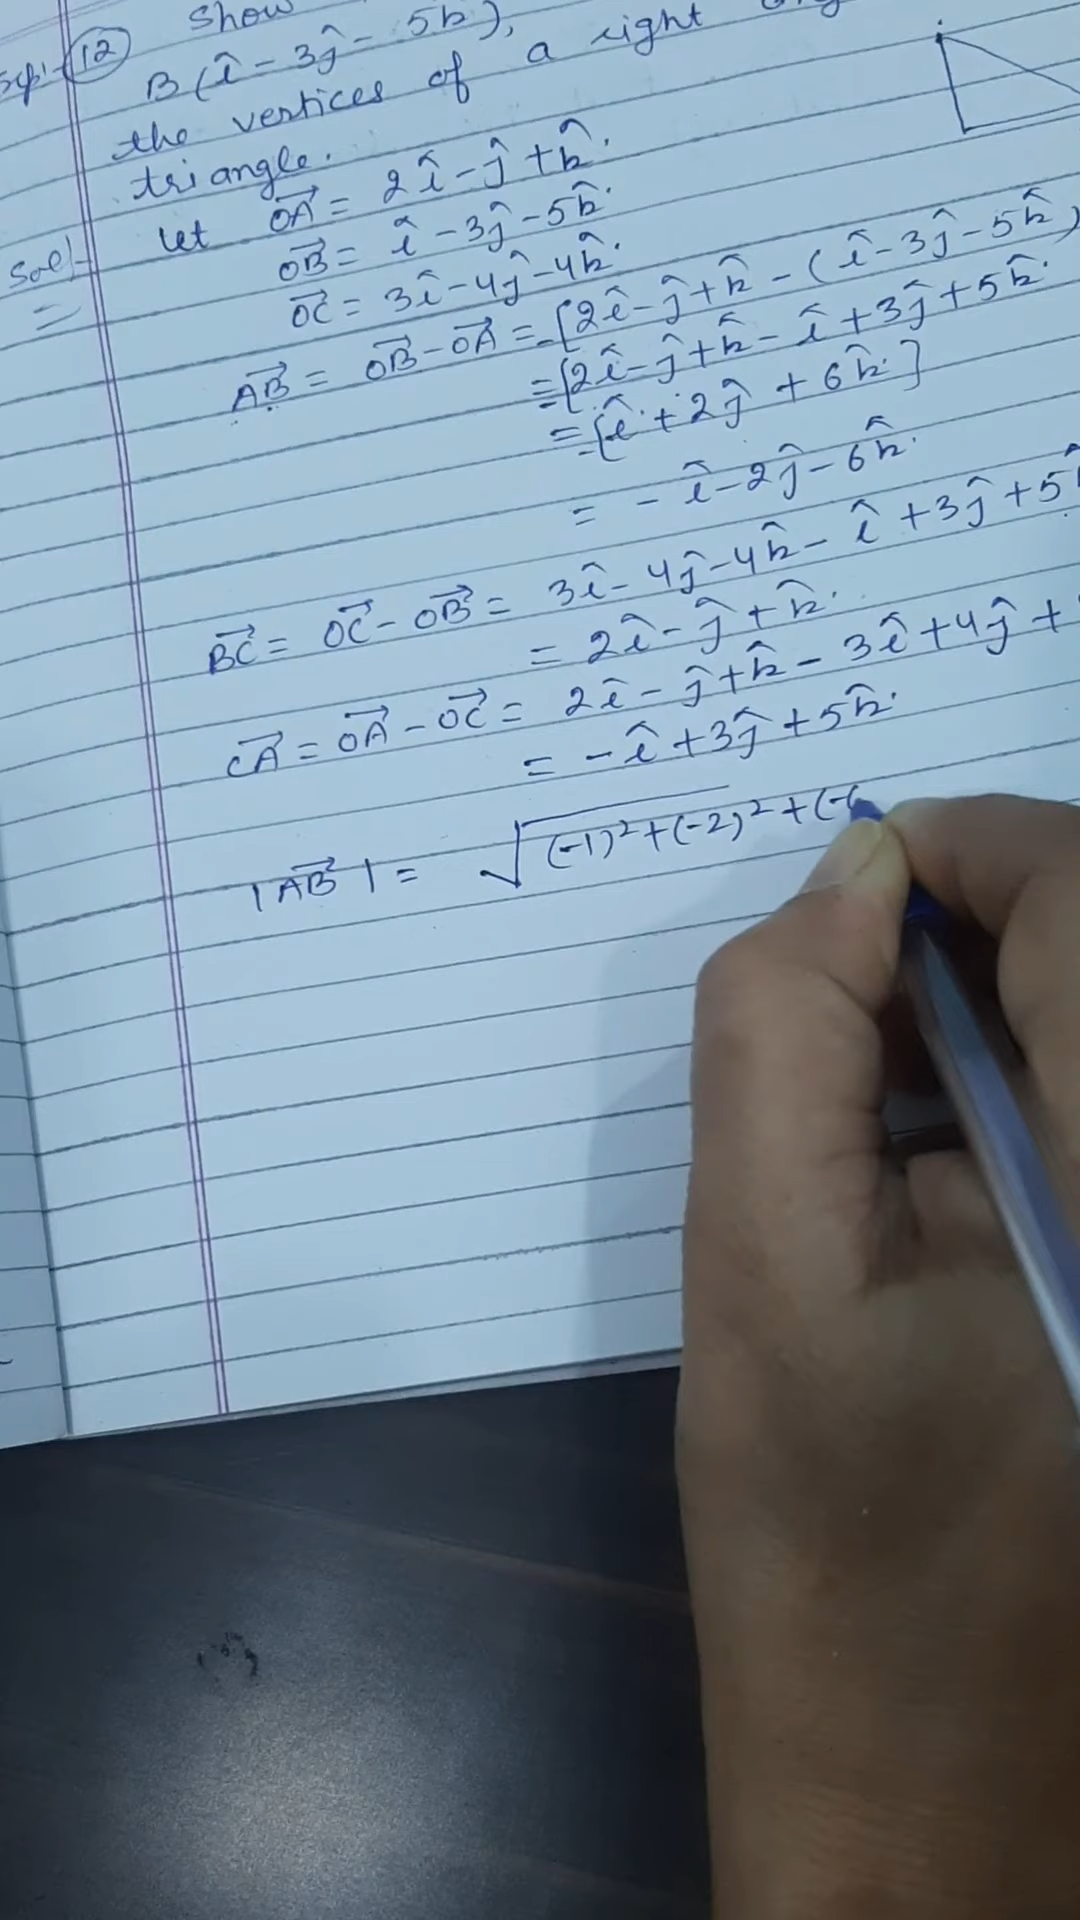 (12) Show
B(î - 3ĵ - 5k̂),
the vertices of a right
triangle.
Sol- Let OA⃗ = 2î - ĵ + k̂.
OB⃗ = î - 3ĵ - 5k̂.
OC⃗ = 3î - 4ĵ - 4k̂.
AB⃗ = OB⃗ - OA⃗ = -[2î - ĵ + k̂ - (î - 3ĵ - 5k̂)
= -[2î - ĵ + k̂ - î + 3ĵ + 5k̂.
= -[î + 2ĵ + 6k̂.]
= - î - 2ĵ - 6k̂.
BC⃗ = OC⃗ - OB⃗ = 3î - 4ĵ - 4k̂ - î + 3ĵ + 5k̂
= 2î - ĵ + k̂.
CA⃗ = OA⃗ - OC⃗ = 2î - ĵ + k̂ - 3î + 4ĵ +
= - î + 3ĵ + 5k̂.
|AB⃗| = √(-1)² + (-2)² + (-6